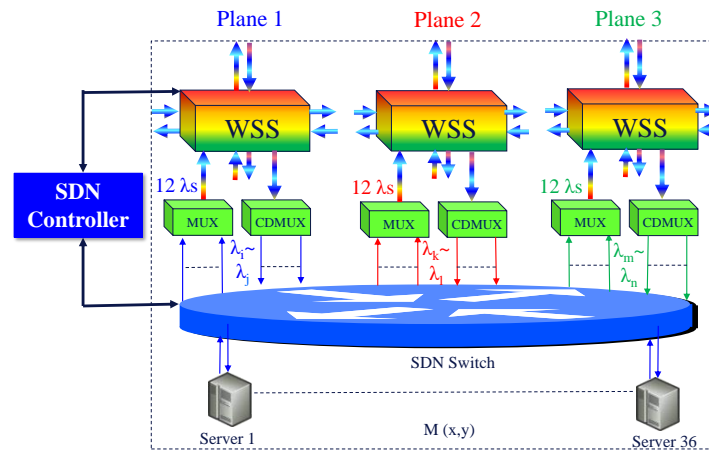 Plane 1
Plane 2
Plane 3
WSS
WSS
WSS
SDN
Controller
12 λs
12 λs
12 λs
MUX
CDMUX
MUX
CDMUX
MUX
CDMUX
λi~
λj
λk~
λl
λm~
λn
SDN Switch
Server 1
M (x,y)
Server 36